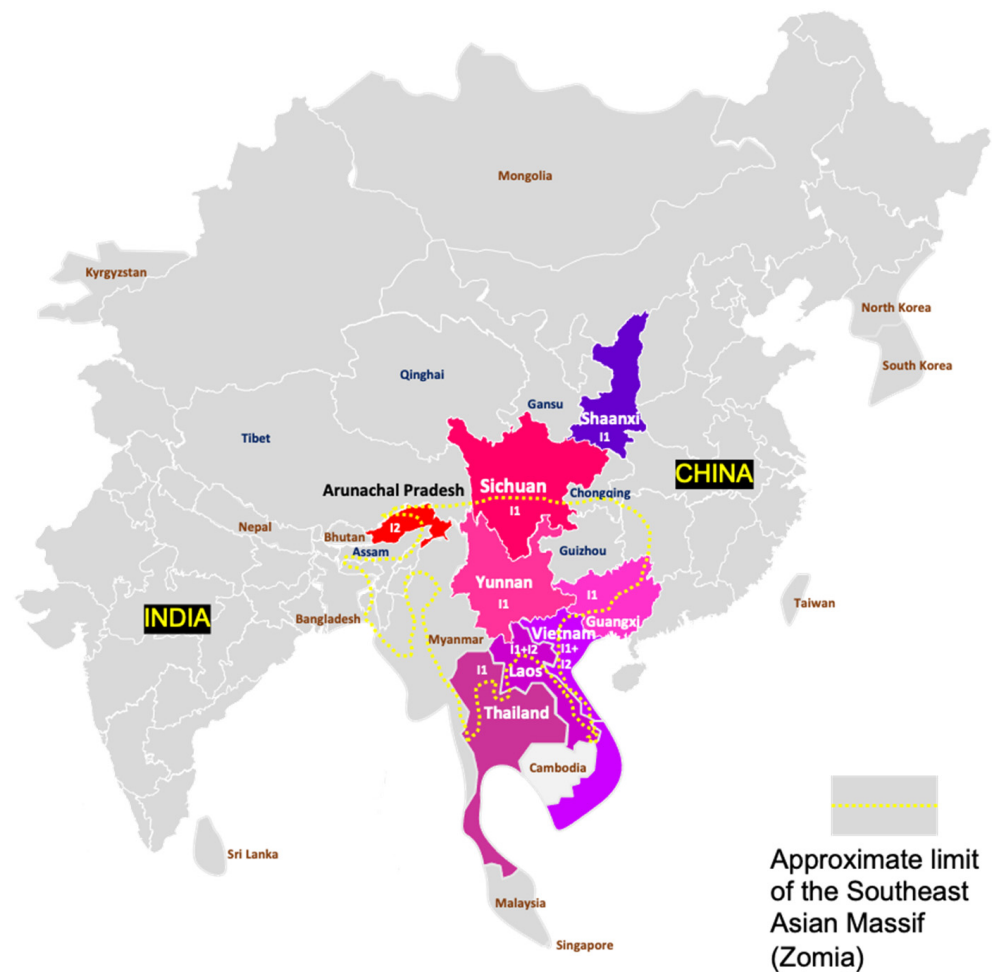 Mongolia
Kyrgyzstan
North Korea
South Korea
Qinghai
Gansu
Shaanxi
I1
Tibet
CHINA
Sichuan
I1
Chongqing
Arunachal Pradesh
I2
Nepal
Bhutan
Assam
Guizhou
Yunnan
I1
I1
Guangxi
Taiwan
INDIA
Bangladesh
Myanmar
Vietnam
I1+
I2
I1+I2
Laos
I1
Thailand
Cambodia
Sri Lanka
Malaysia
Singapore
Approximate limit
of the Southeast
Asian Massif
(Zomia)